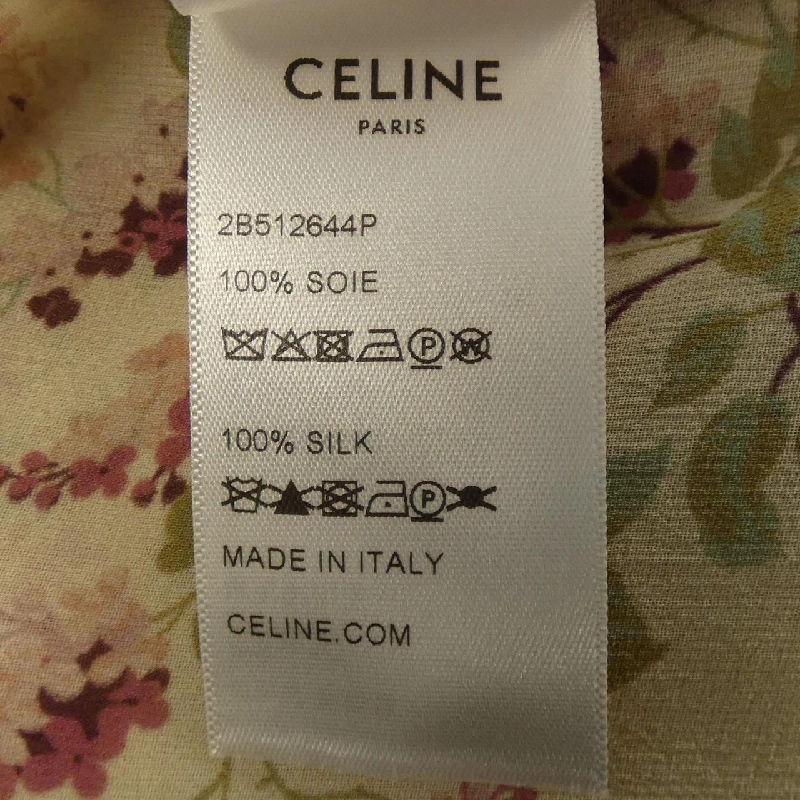 CELINE
PARIS
2B512644P
100% SOIE
P W
100% SILK
P
MADE IN ITALY
CELINE.COM